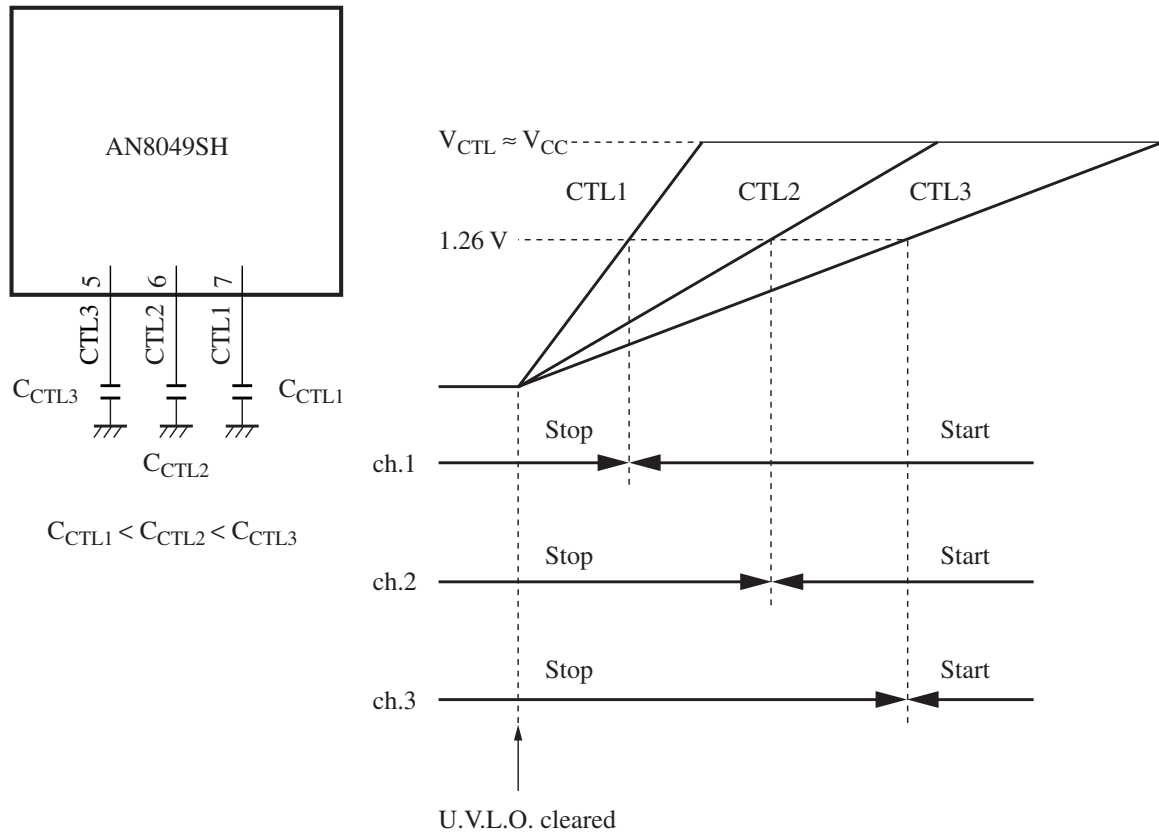 AN8049SH
5
6
7
CTL3
CTL2
CTL1
C_CTL3
C_CTL1
C_CTL2
C_CTL1 < C_CTL2 < C_CTL3
V_CTL ≈ V_CC
CTL1
CTL2
CTL3
1.26 V
Stop
Start
ch.1
Stop
Start
ch.2
Stop
Start
ch.3
U.V.L.O. cleared